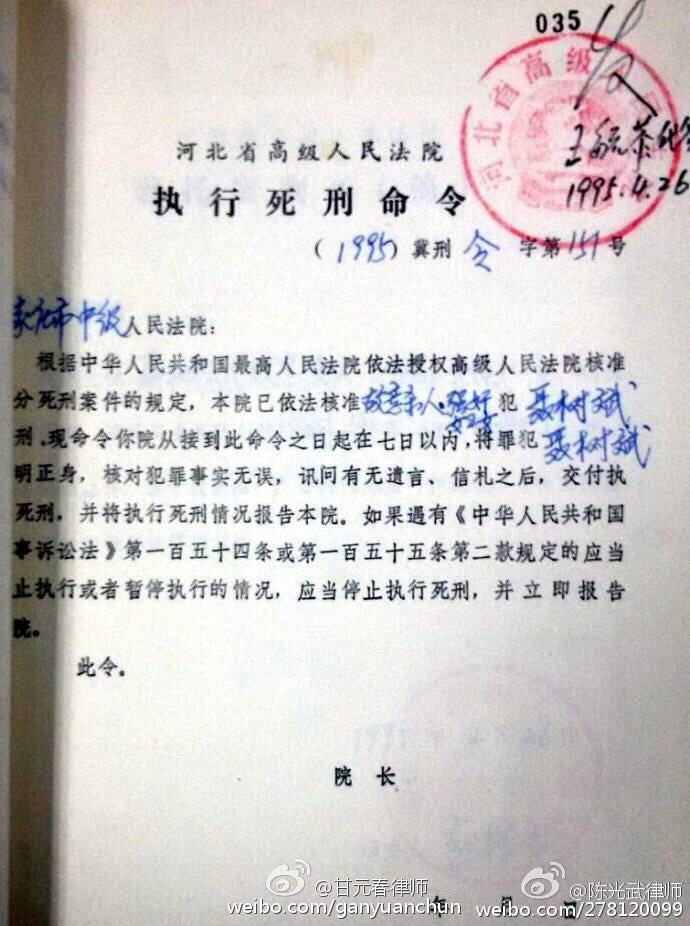 035
河北省高级
河北省高级人民法院
1995.4.26
执行死刑命令
（1995）冀刑 令 字第151号
家庄市中级人民法院：
根据中华人民共和国最高人民法院依法授权高级人民法院核准
分死刑案件的规定，本院已依法核准故意杀人、强奸妇女犯 聂树斌
刑。现命令你院从接到此命令之日起在七日以内，将罪犯 聂树斌
明正身，核对犯罪事实无误，讯问有无遗言、信札之后，交付执
死刑，并将执行死刑情况报告本院。如果遇有《中华人民共和国
事诉讼法》第一百五十四条或第一百五十五条第二款规定的应当
止执行或者暂停执行的情况，应当停止执行死刑，并立即报告
院。
此令。
院 长
年 月 日
@甘元春律师
weibo.com/ganyuanchun
@陈光武律师
weibo.com/278120099